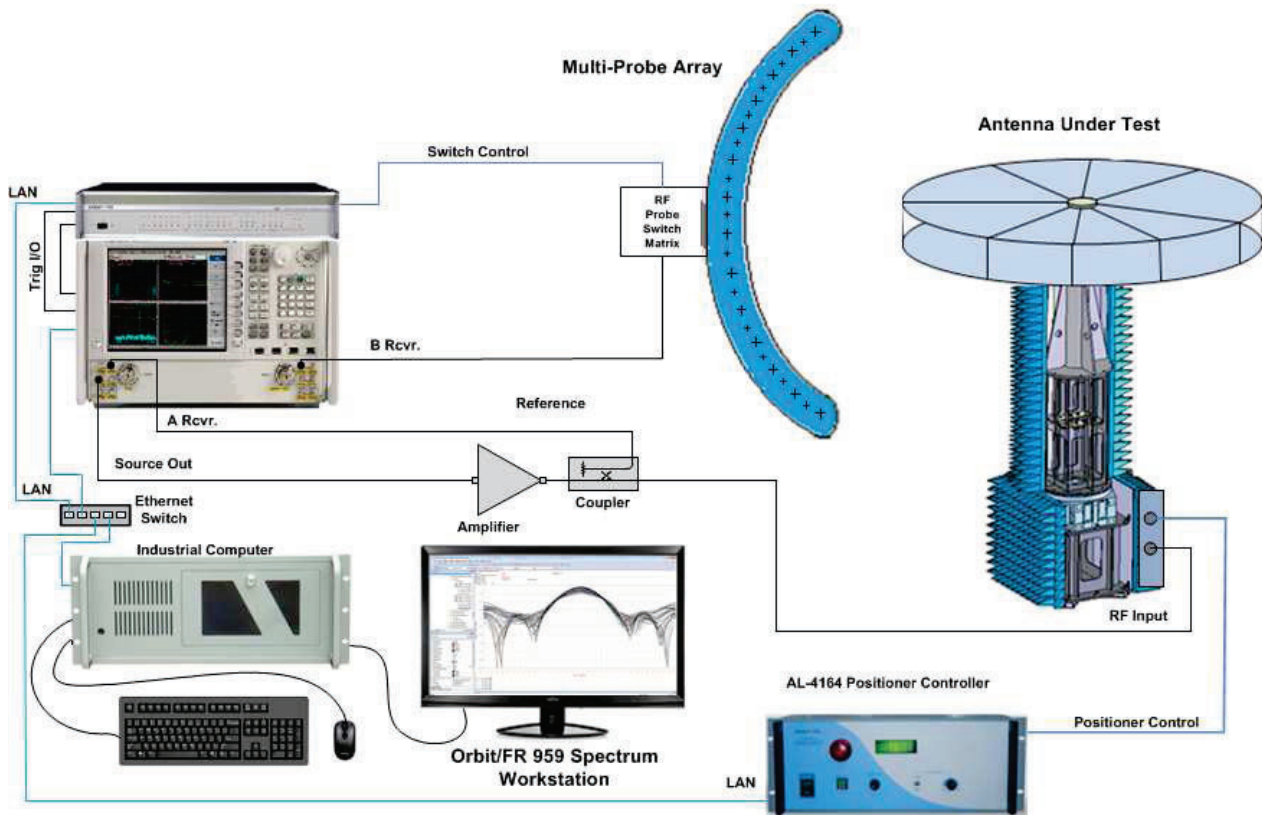 Multi-Probe Array
Antenna Under Test
Switch Control
LAN
RF
Probe
Switch
Matrix
Trig I/O
B Rcvr.
Reference
A Rcvr.
Source Out
LAN
Ethernet
Switch
Amplifier
Coupler
Industrial Computer
RF Input
AL-4164 Positioner Controller
Positioner Control
Orbit/FR 959 Spectrum
Workstation
LAN